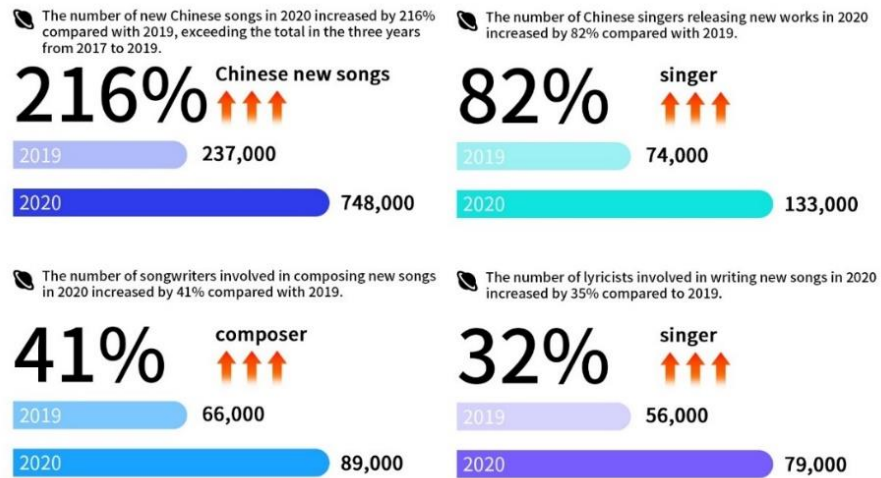 The number of new Chinese songs in 2020 increased by 216%
compared with 2019, exceeding the total in the three years
from 2017 to 2019.
216%
Chinese new songs
2019
237,000
2020
748,000
The number of Chinese singers releasing new works in 2020
increased by 82% compared with 2019.
82%
singer
2019
74,000
2020
133,000
The number of songwriters involved in composing new songs
in 2020 increased by 41% compared with 2019.
41%
composer
2019
66,000
2020
89,000
The number of lyricists involved in writing new songs in 2020
increased by 35% compared to 2019.
32%
singer
2019
56,000
2020
79,000